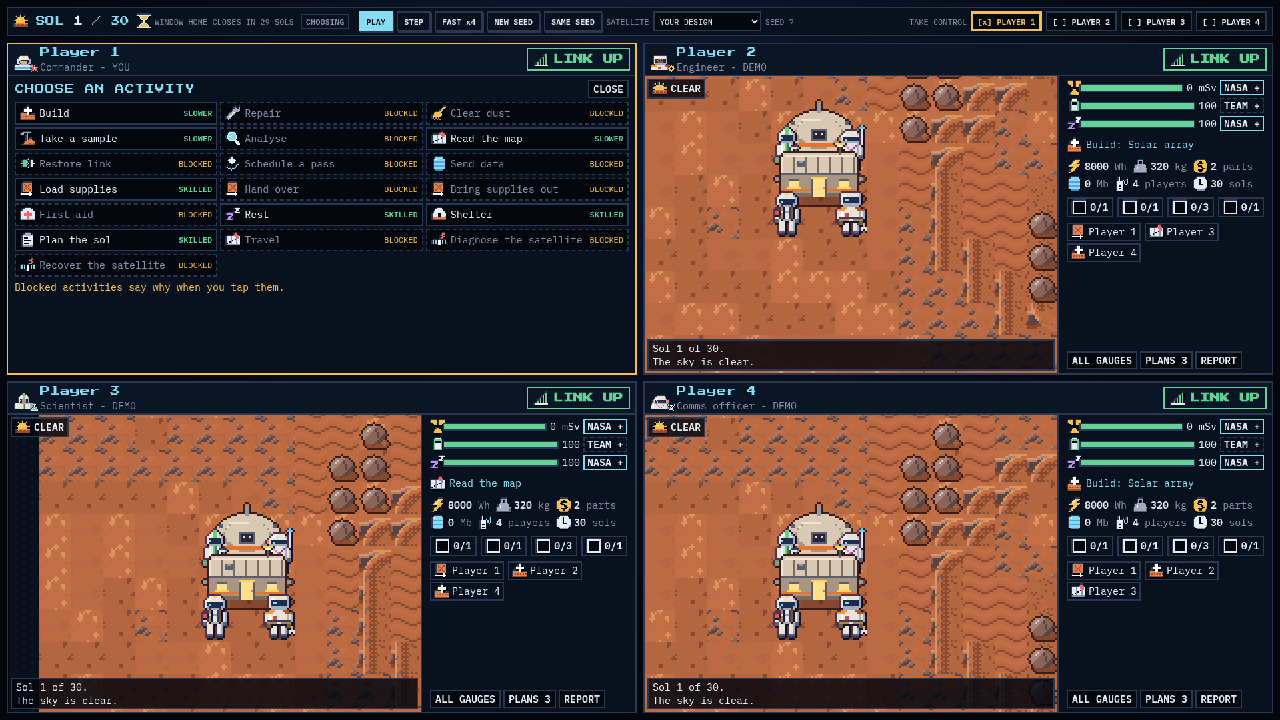 SOL 1 / 30 WINDOW HOME CLOSES IN 29 SOLS CHOOSING PLAY STEP FAST x4 NEW SEED SAME SEED SATELLITE YOUR DESIGN SEED 7 TAKE CONTROL [x] PLAYER 1 [ ] PLAYER 2 [ ] PLAYER 3 [ ] PLAYER 4
Player 1
Commander - YOU
LINK UP
CHOOSE AN ACTIVITY CLOSE
Build SLOWER Repair BLOCKED Clear dust BLOCKED
Take a sample SLOWER Analyse BLOCKED Read the map SLOWER
Restore link BLOCKED Schedule a pass BLOCKED Send data BLOCKED
Load supplies SKILLED Hand over BLOCKED Bring supplies out BLOCKED
First aid BLOCKED Rest SKILLED Shelter SKILLED
Plan the sol SKILLED Travel BLOCKED Diagnose the satellite BLOCKED
Recover the satellite BLOCKED
Blocked activities say why when you tap them.
Player 2
Engineer - DEMO
LINK UP
CLEAR
0 mSv NASA +
100 TEAM +
100 NASA +
Build: Solar array
8000 Wh 320 kg 2 parts
0 Mb 4 players 30 sols
0/1 0/1 0/3 0/1
Player 1 Player 3
Player 4
Sol 1 of 30.
The sky is clear.
ALL GAUGES PLANS 3 REPORT
Player 3
Scientist - DEMO
LINK UP
CLEAR
0 mSv NASA +
100 TEAM +
100 NASA +
Read the map
8000 Wh 320 kg 2 parts
0 Mb 4 players 30 sols
0/1 0/1 0/3 0/1
Player 1 Player 2
Player 4
Sol 1 of 30.
The sky is clear.
ALL GAUGES PLANS 3 REPORT
Player 4
Comms officer - DEMO
LINK UP
CLEAR
0 mSv NASA +
100 TEAM +
100 NASA +
Build: Solar array
8000 Wh 320 kg 2 parts
0 Mb 4 players 30 sols
0/1 0/1 0/3 0/1
Player 1 Player 2
Player 3
Sol 1 of 30.
The sky is clear.
ALL GAUGES PLANS 3 REPORT